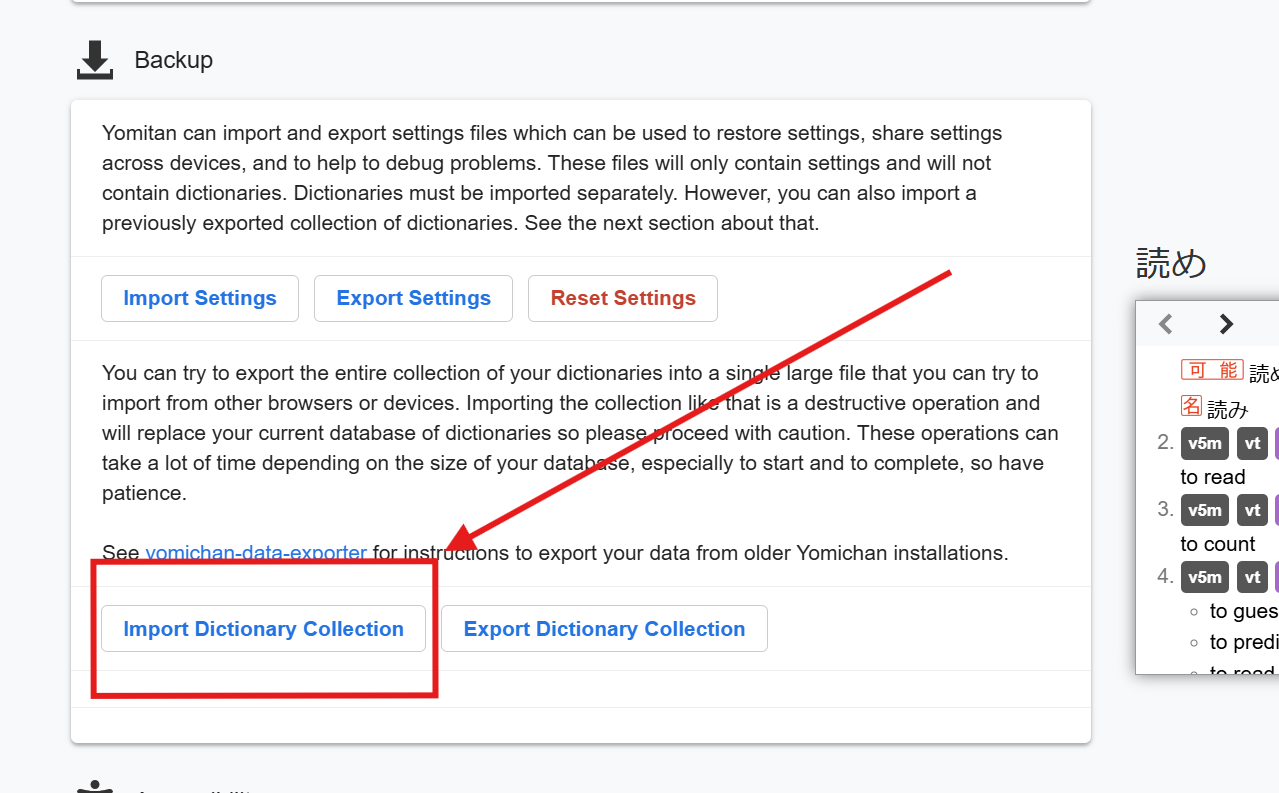 Backup
Yomitan can import and export settings files which can be used to restore settings, share settings
across devices, and to help to debug problems. These files will only contain settings and will not
contain dictionaries. Dictionaries must be imported separately. However, you can also import a
previously exported collection of dictionaries. See the next section about that.
Import Settings Export Settings Reset Settings
You can try to export the entire collection of your dictionaries into a single large file that you can try to
import from other browsers or devices. Importing the collection like that is a destructive operation and
will replace your current database of dictionaries so please proceed with caution. These operations can
take a lot of time depending on the size of your database, especially to start and to complete, so have
patience.
See yomichan-data-exporter for instructions to export your data from older Yomichan installations.
Import Dictionary Collection Export Dictionary Collection
読め
可能 読め
名 読み
2. v5m vt
to read
3. v5m vt
to count
4. v5m vt
to gues
to predi
to read